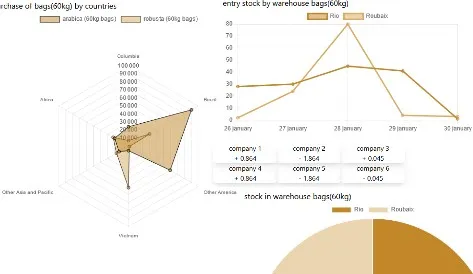 rchase of bags(60kg) by countries
arabica (60kg bags)
robusta (60kg bags)
Colombia
100 000
90 000
80 000
70 000
60 000
50 000
40 000
30 000
20 000
10 000
Africa
Brazil
Other Asia and Pacific
Other America
Vietnam
entry stock by warehouse bags(60kg)
Rio
Roubaix
80
70
60
50
40
30
20
10
0
26 january
27 january
28 january
29 january
30 january
company 1
company 2
company 3
+ 0.864
- 1.864
+ 0.045
company 4
company 5
company 6
+ 0.864
- 1.864
- 0.045
stock in warehouse bags(60kg)
Rio
Roubaix